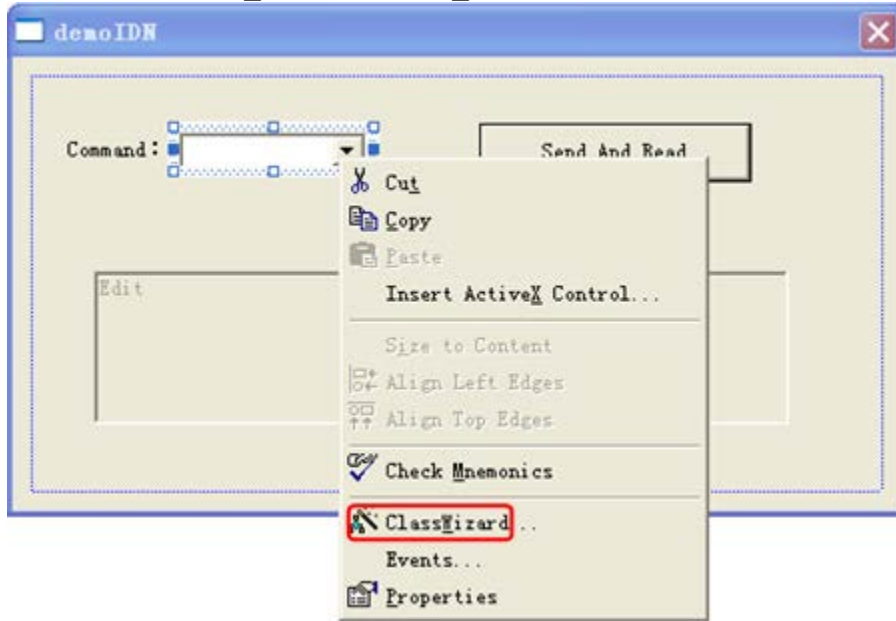 demoIDN
Command:
Send And Read
Cut
Copy
Paste
Edit
Insert ActiveX Control...
Size to Content
Align Left Edges
Align Top Edges
Check Mnemonics
ClassWizard...
Events...
Properties